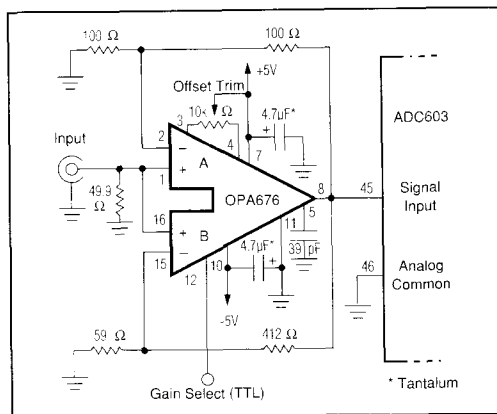 100 Ω 100 Ω
+5V
Offset Trim
ADC603
10k Ω
4.7µF*
+
Input
2 3 4 7
− A
+
1
49.9
Ω
OPA676
8 45
Signal
Input
16
+
B
−
15
5
11
39 pF
4.7µF*
+
12 10
46
Analog
Common
-5V
59 Ω 412 Ω
Gain Select (TTL)
* Tantalum